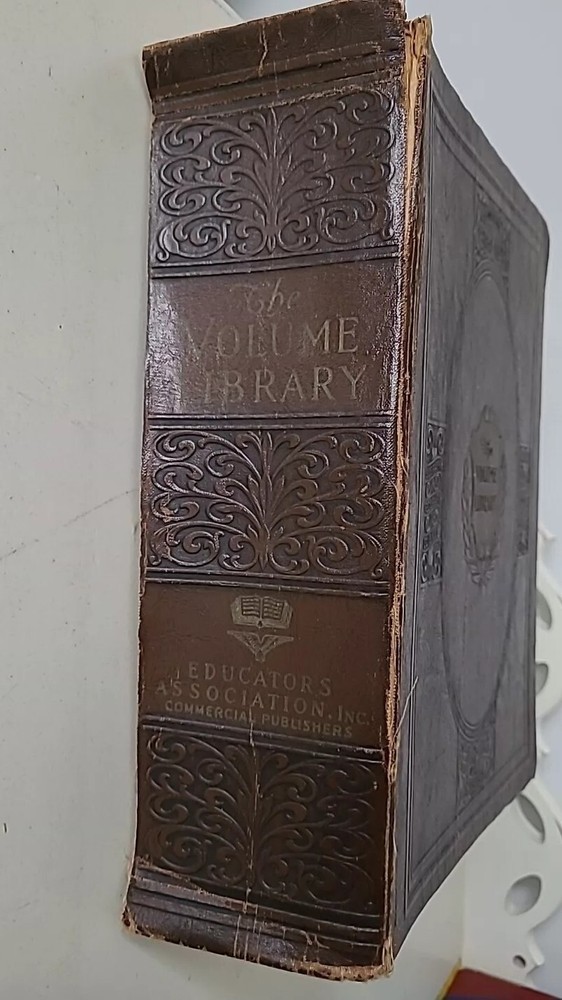 The
VOLUME
LIBRARY
EDUCATORS
ASSOCIATION, INC.
COMMERCIAL PUBLISHERS